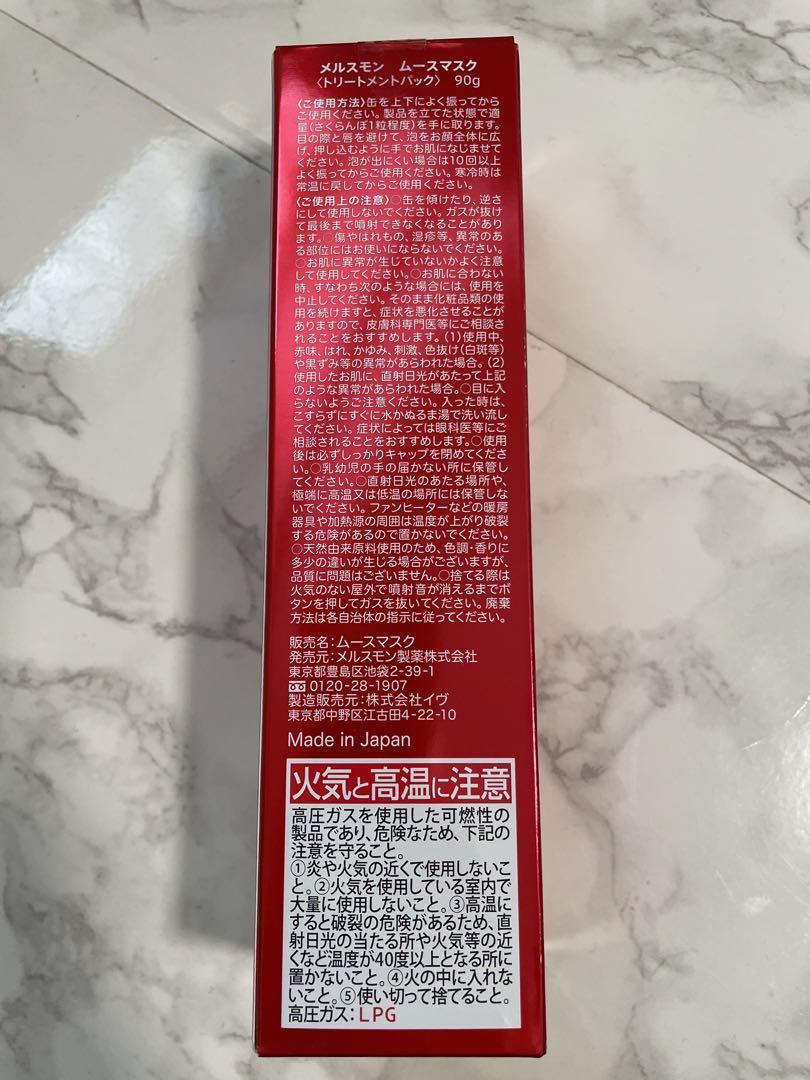 メルスモン　ムースマスク
〈トリートメントパック〉 90g
〈ご使用方法〉缶を上下によく振ってから
ご使用ください。製品を立てた状態で適
量(さくらんぼ1粒程度)を手に取ります。
目の際と唇を避けて、泡をお顔全体に広
げ、押し込むように手でお肌になじませ
てください。泡が出にくい場合は10回以上
よく振ってからご使用ください。寒冷時は
常温に戻してからご使用ください。
〈ご使用上の注意〉○缶を傾けたり、逆さ
にして使用しないでください。ガスが抜け
て最後まで噴射できなくなることがあり
ます。○傷やはれもの、湿疹等、異常のあ
る部位にはお使いにならないでください。
○お肌に異常が生じていないかよく注意
して使用してください。○お肌に合わない
時、すなわち次のような場合には、使用を
中止してください。そのまま化粧品類の使
用を続けますと、症状を悪化させることが
ありますので、皮膚科専門医等にご相談さ
れることをおすすめします。(1)使用中、
赤味、はれ、かゆみ、刺激、色抜け(白斑等)
や黒ずみ等の異常があらわれた場合。(2)
使用したお肌に、直射日光があたって上記
のような異常があらわれた場合。○目に入
らないようご注意ください。入った時は、
こすらずにすぐに水かぬるま湯で洗い流し
てください。症状によっては眼科医等にご
相談されることをおすすめします。○使用
後は必ずしっかりキャップを閉めてくださ
い。○乳幼児の手の届かない所に保管し
てください。○直射日光のあたる場所や、
極端に高温又は低温の場所には保管しな
いでください。ファンヒーターなどの暖房
器具や加熱源の周囲は温度が上がり破裂
する危険があるので置かないでください。
○天然由来原料使用のため、色調・香りに
多少の違いが生じる場合がございますが、
品質に問題はございません。○捨てる際は
火気のない屋外で噴射音が消えるまでボ
タンを押してガスを抜いてください。廃棄
方法は各自治体の指示に従ってください。
販売名:ムースマスク
発売元:メルスモン製薬株式会社
東京都豊島区池袋2-39-1
0120-28-1907
製造販売元:株式会社イヴ
東京都中野区江古田4-22-10
Made in Japan
火気と高温に注意
高圧ガスを使用した可燃性の
製品であり、危険なため、下記の
注意を守ること。
①炎や火気の近くで使用しないこ
と。②火気を使用している室内で
大量に使用しないこと。③高温に
すると破裂の危険があるため、直
射日光の当たる所や火気等の近
くなど温度が40度以上となる所に
置かないこと。④火の中に入れな
いこと。⑤使い切って捨てること。
高圧ガス:LPG